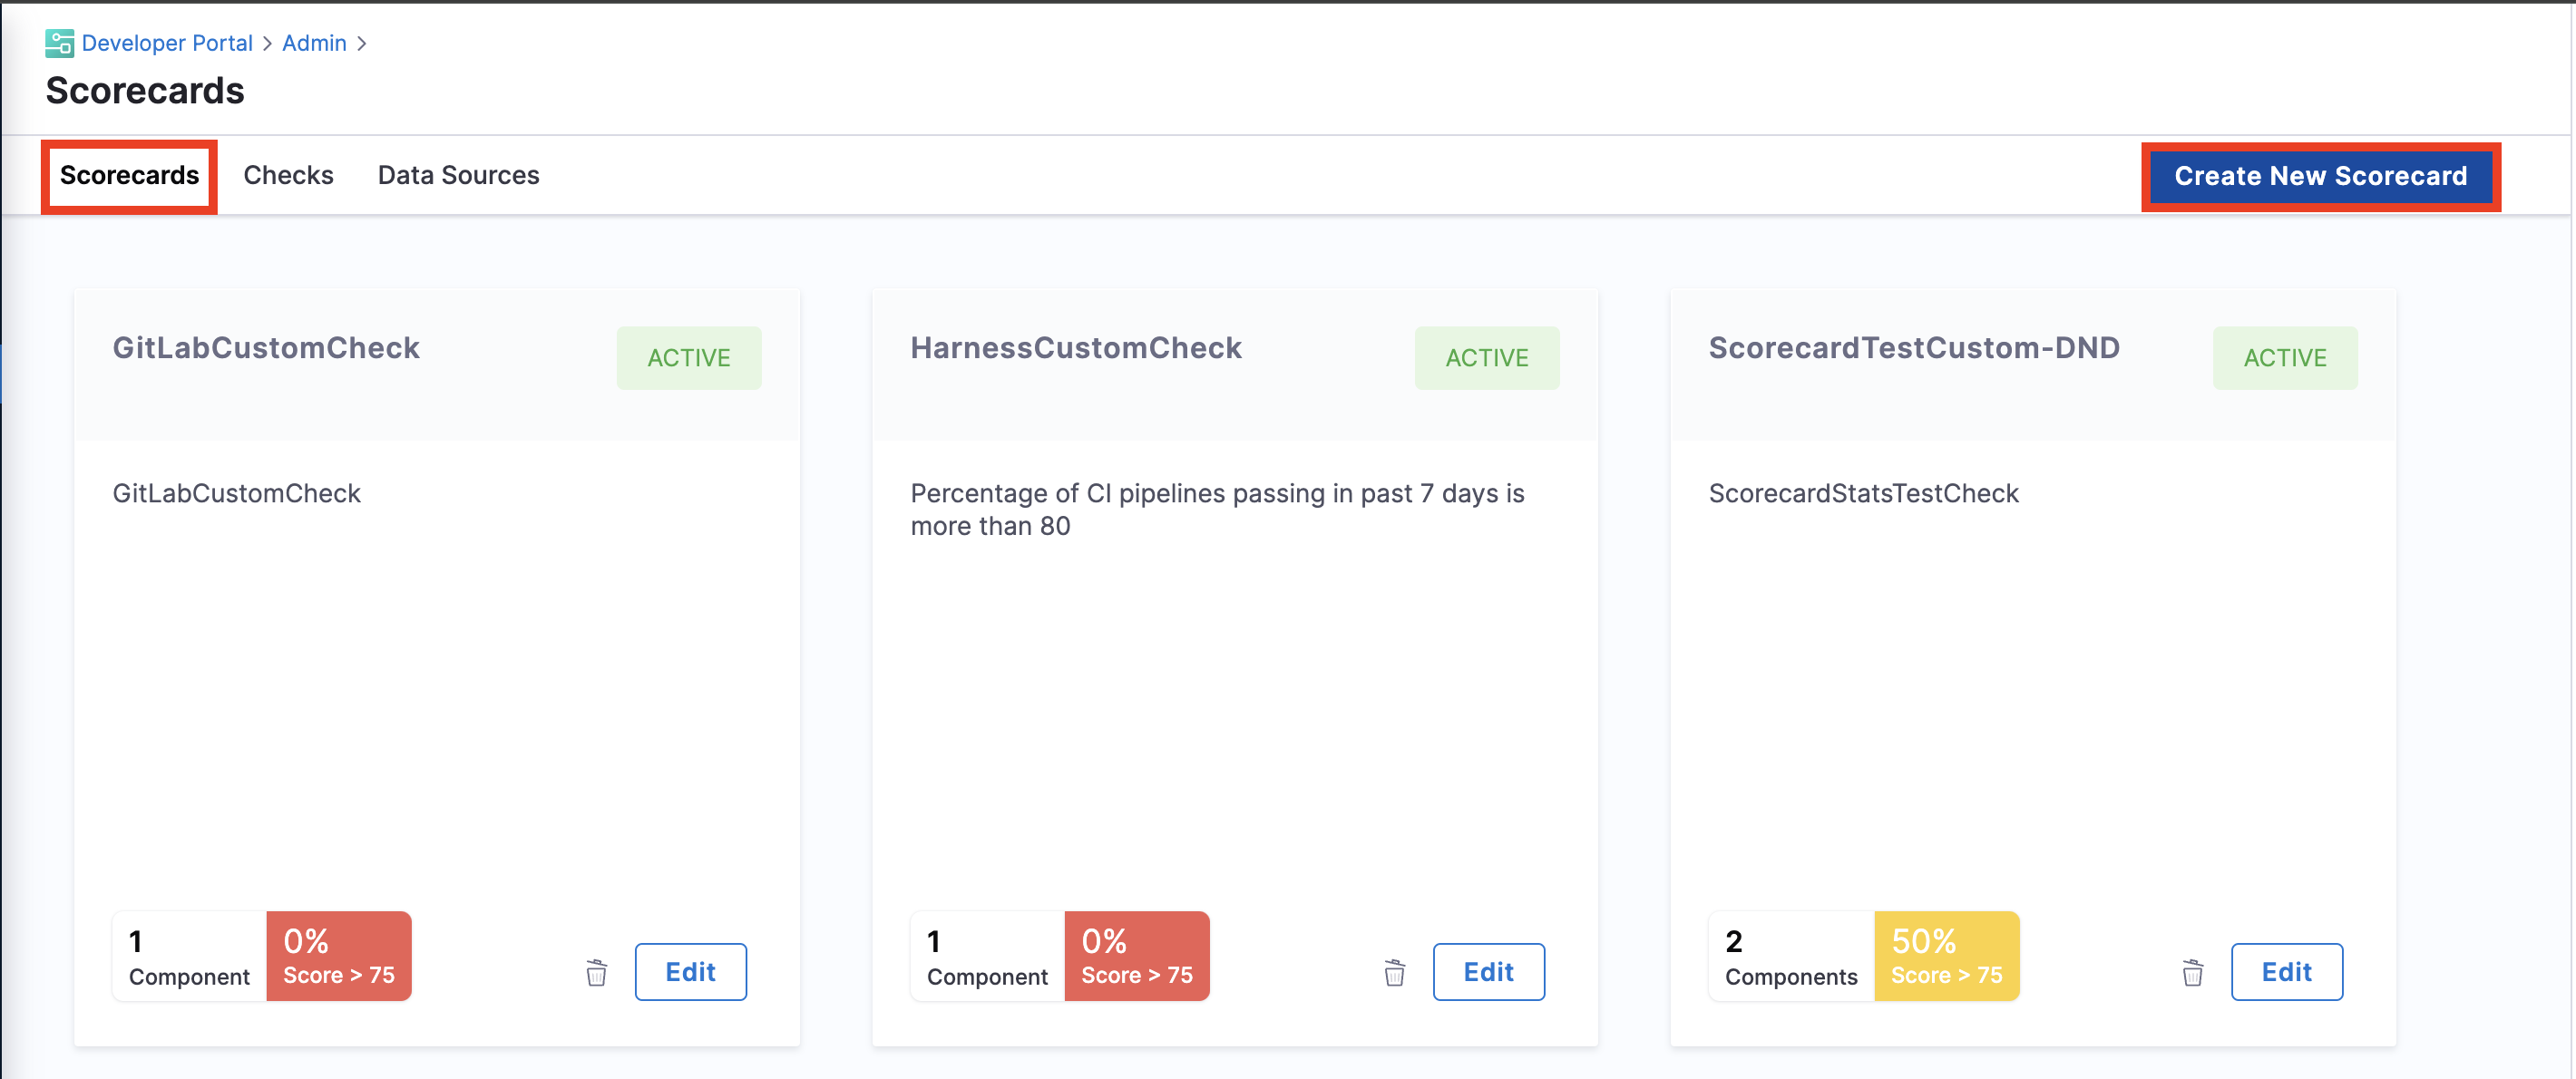 Developer Portal > Admin >
Scorecards
Scorecards Checks Data Sources Create New Scorecard
GitLabCustomCheck
ACTIVE
GitLabCustomCheck
1
Component
0%
Score > 75
Edit
HarnessCustomCheck
ACTIVE
Percentage of CI pipelines passing in past 7 days is
more than 80
1
Component
0%
Score > 75
Edit
ScorecardTestCustom-DND
ACTIVE
ScorecardStatsTestCheck
2
Components
50%
Score > 75
Edit